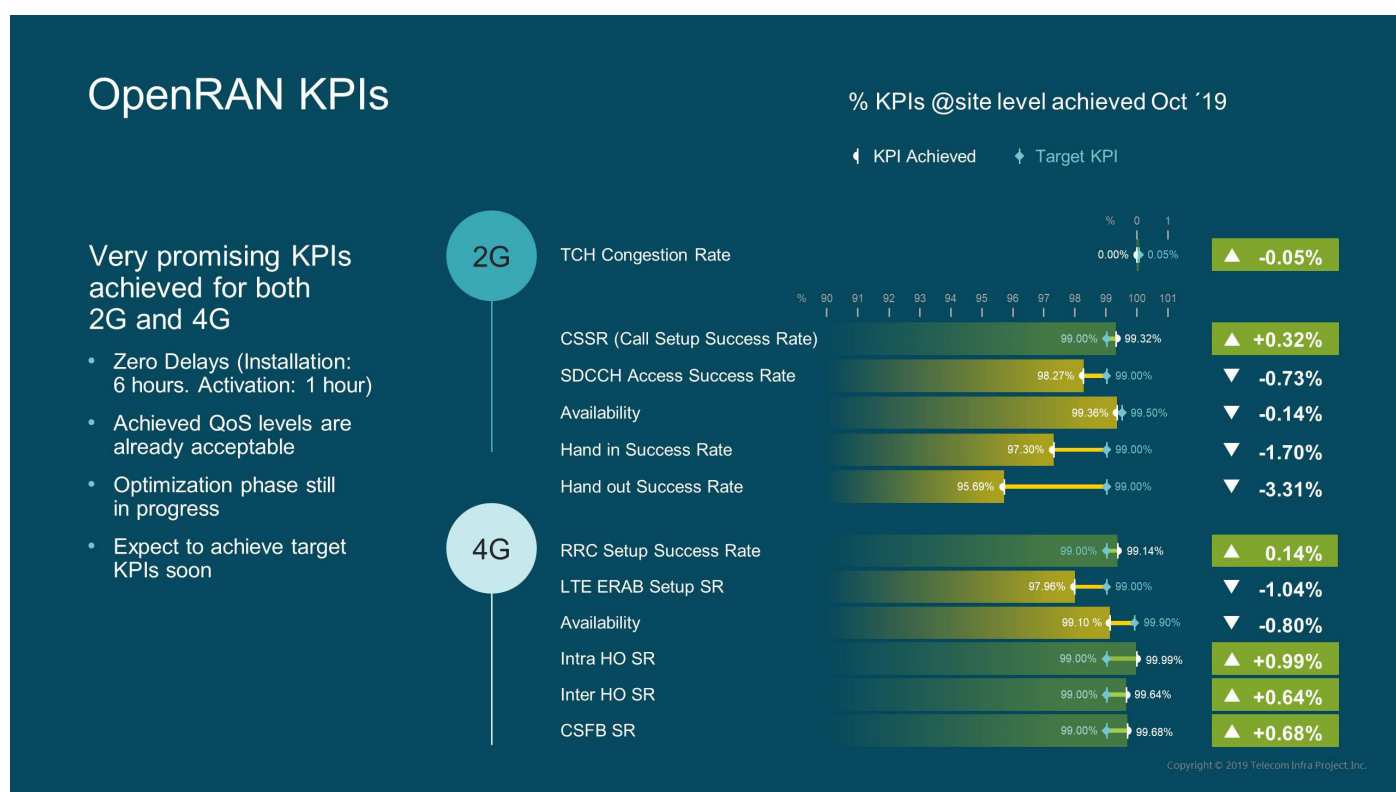 OpenRAN KPIs
% KPIs @site level achieved Oct ´19
KPI Achieved Target KPI
Very promising KPIs
achieved for both
2G and 4G
• Zero Delays (Installation:
6 hours. Activation: 1 hour)
• Achieved QoS levels are
already acceptable
• Optimization phase still
in progress
• Expect to achieve target
KPIs soon
2G
% 0 1
TCH Congestion Rate 0.00% 0.05% ▲ -0.05%
% 90 91 92 93 94 95 96 97 98 99 100 101
CSSR (Call Setup Success Rate) 99.00% 99.32% ▲ +0.32%
SDCCH Access Success Rate 98.27% 99.00% ▼ -0.73%
Availability 99.36% 99.50% ▼ -0.14%
Hand in Success Rate 97.30% 99.00% ▼ -1.70%
Hand out Success Rate 95.69% 99.00% ▼ -3.31%
4G
RRC Setup Success Rate 99.00% 99.14% ▲ 0.14%
LTE ERAB Setup SR 97.96% 99.00% ▼ -1.04%
Availability 99.10 % 99.90% ▼ -0.80%
Intra HO SR 99.00% 99.99% ▲ +0.99%
Inter HO SR 99.00% 99.64% ▲ +0.64%
CSFB SR 99.00% 99.68% ▲ +0.68%
Copyright © 2019 Telecom Infra Project, Inc.